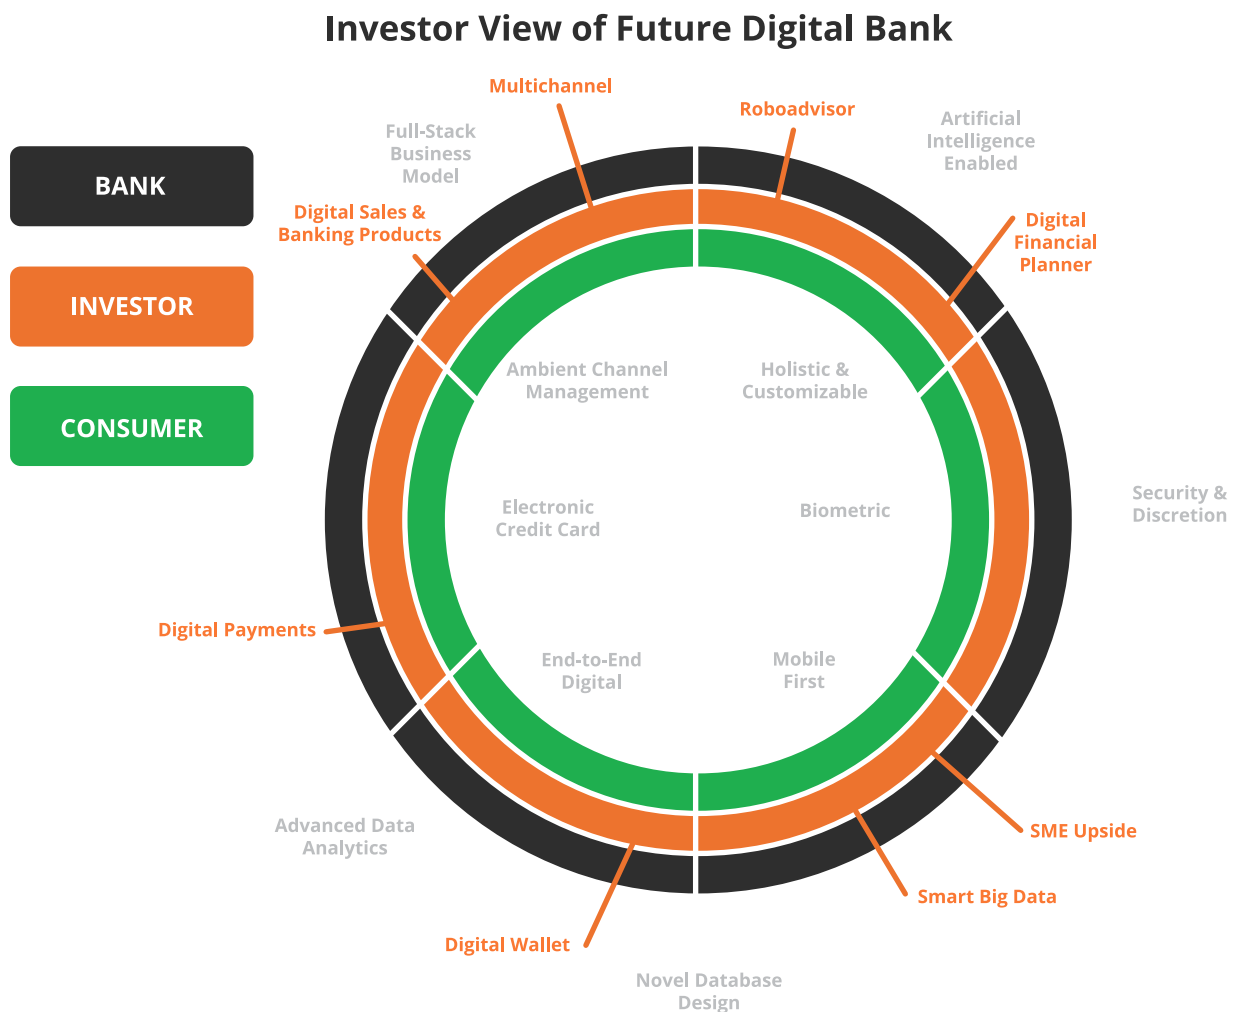 Investor View of Future Digital Bank
Multichannel
Roboadvisor
Full-Stack
Business
Model
Artificial
Intelligence
Enabled
BANK
Digital Sales &
Banking Products
Digital
Financial
Planner
INVESTOR
CONSUMER
Ambient Channel
Management
Holistic &
Customizable
Electronic
Credit Card
Biometric
Security &
Discretion
Digital Payments
End-to-End
Digital
Mobile
First
Advanced Data
Analytics
SME Upside
Smart Big Data
Digital Wallet
Novel Database
Design